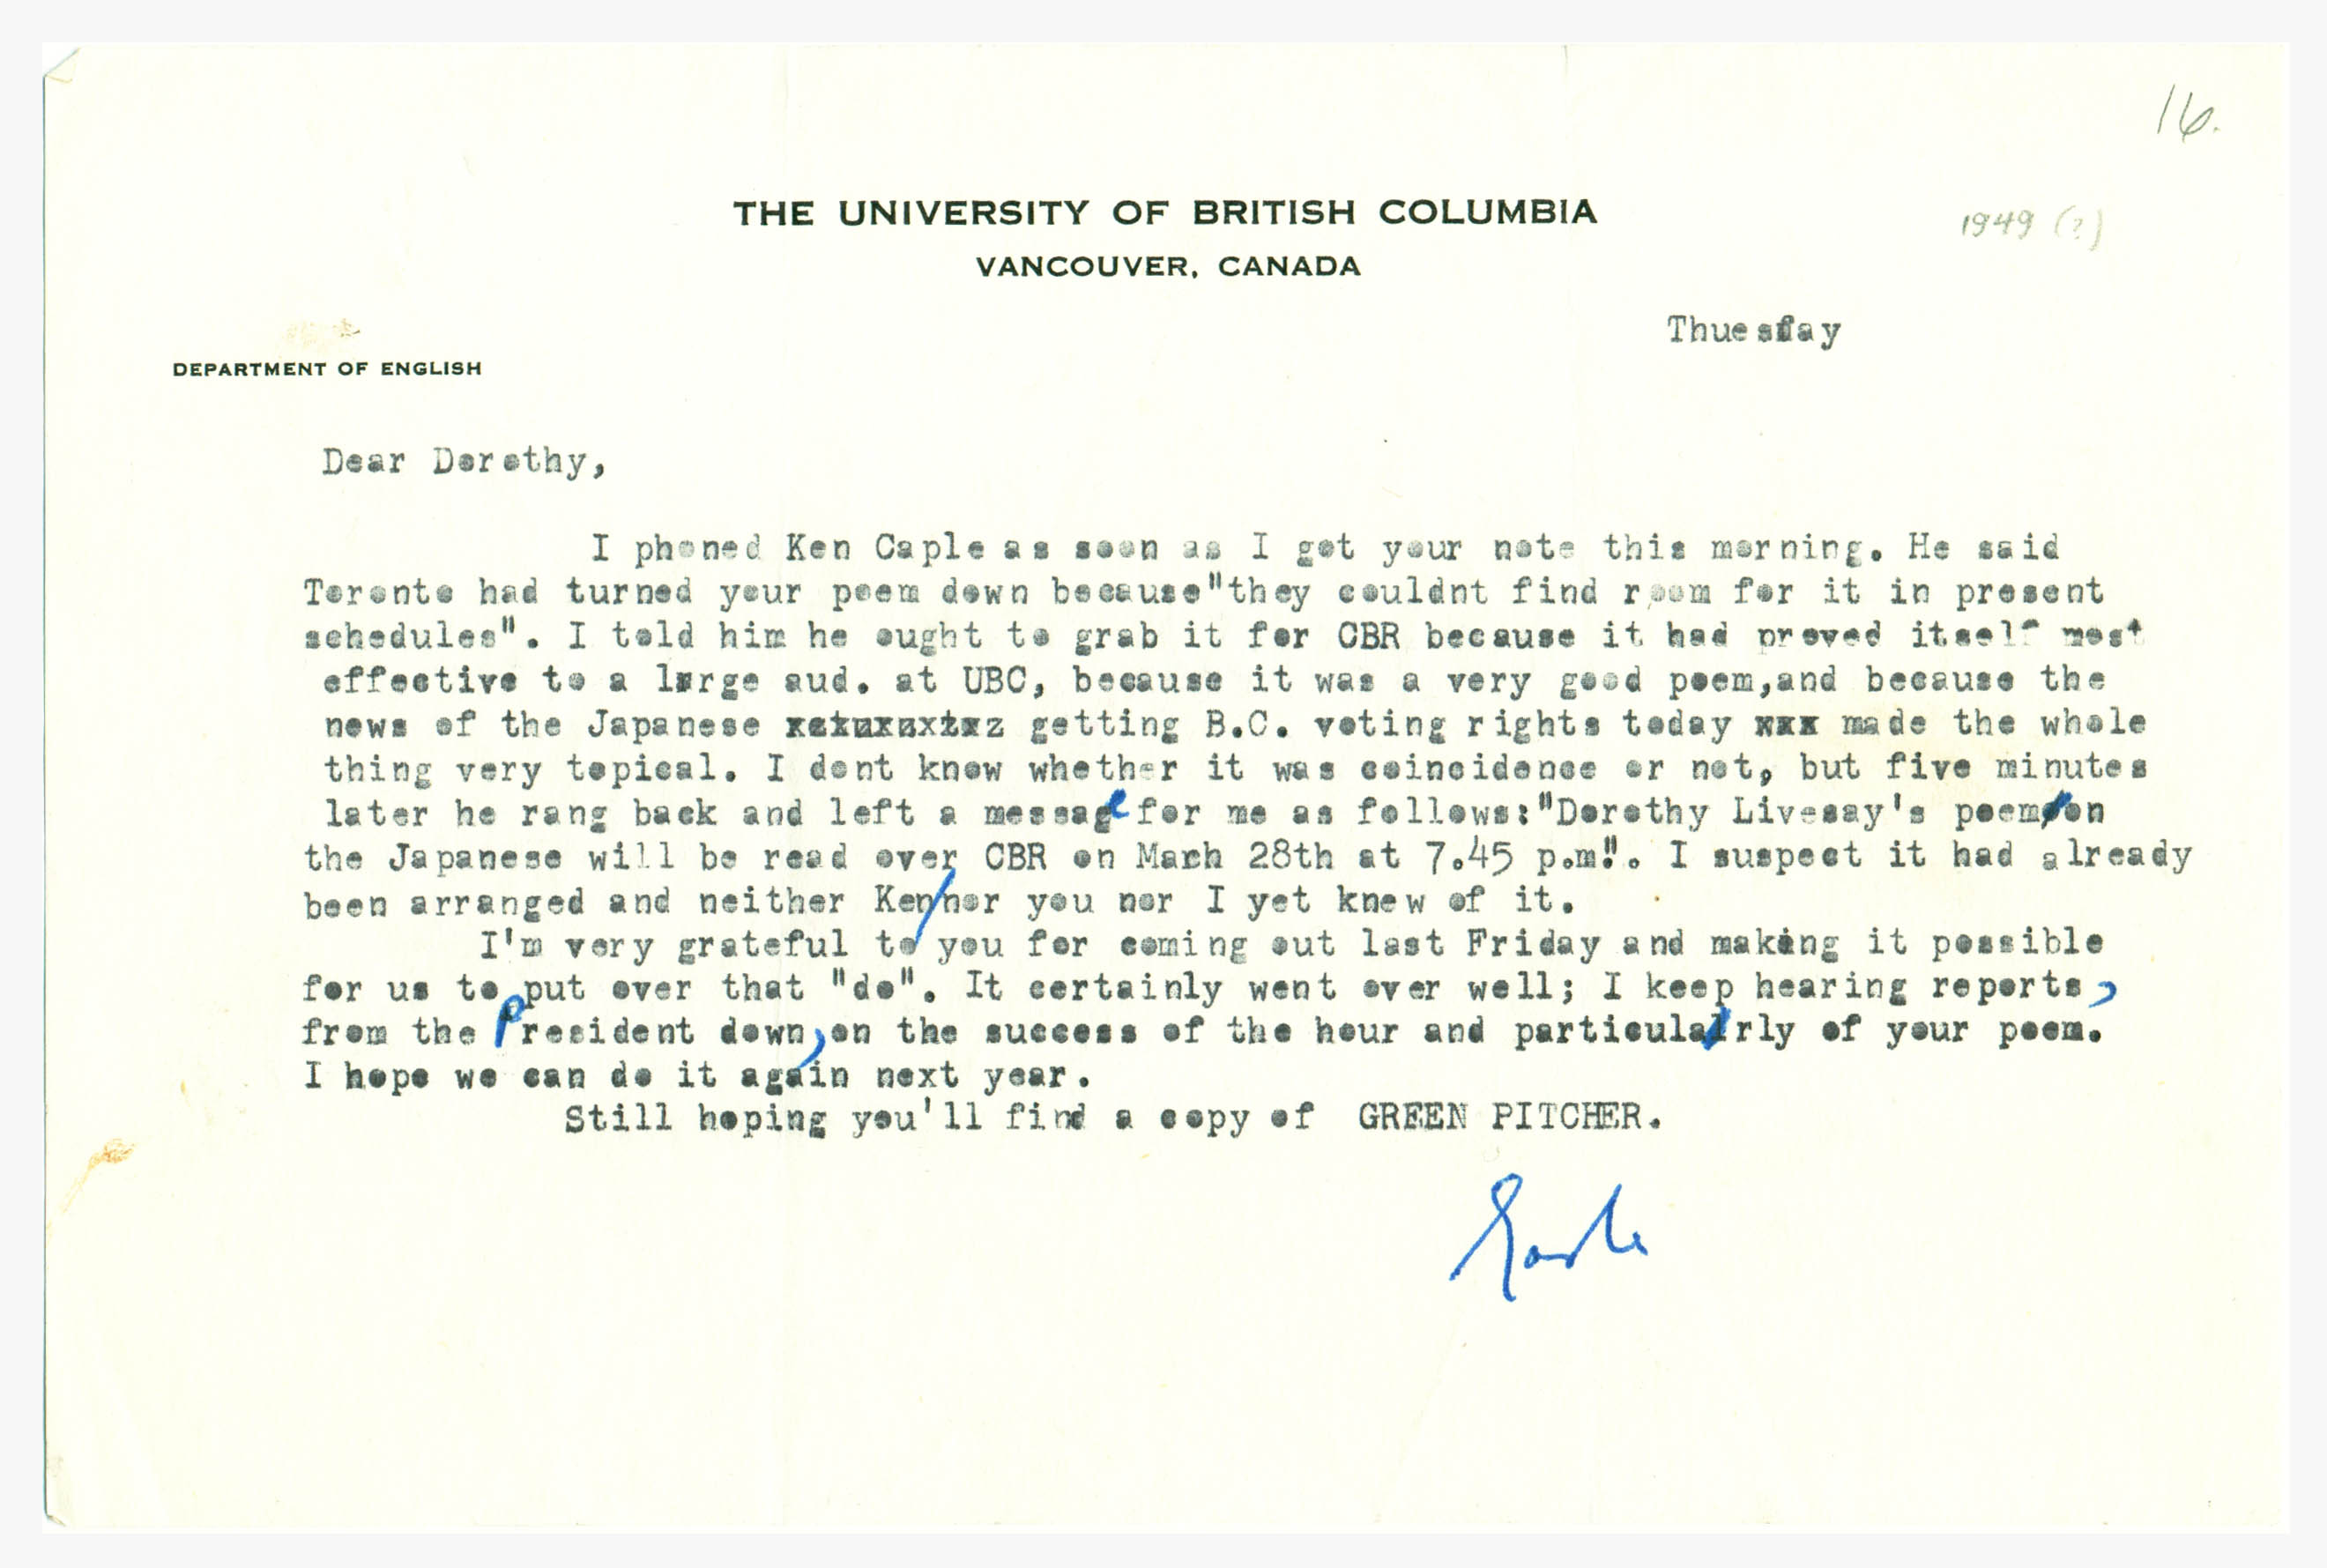 16.
THE UNIVERSITY OF BRITISH COLUMBIA
1949 (?)
VANCOUVER, CANADA
Thuesday
DEPARTMENT OF ENGLISH
Dear Dorothy,
I phoned Ken Caple as soon as I got your note this morning. He said
Toronto had turned your poem down because"they couldnt find room for it in present
schedules". I told him he ought to grab it for CBR because it had proved itself most
effective to a large aud. at UBC, because it was a very good poem,and because the
news of the Japanese getting B.C. voting rights today xxx made the whole
thing very topical. I dont know whether it was coincidence or not, but five minutes
later he rang back and left a message for me as follows:"Dorothy Livesay's poem on
the Japanese will be read over CBR on Mach 28th at 7.45 p.m.". I suspect it had already
been arranged and neither Ken/nor you nor I yet knew of it.
I'm very grateful to you for coming out last Friday and making it possible
for us to put over that "do". It certainly went over well; I keep hearing reports,
from the President down, on the success of the hour and particularly of your poem.
I hope we can do it again next year.
Still hoping you'll find a copy of GREEN PITCHER.
Earle